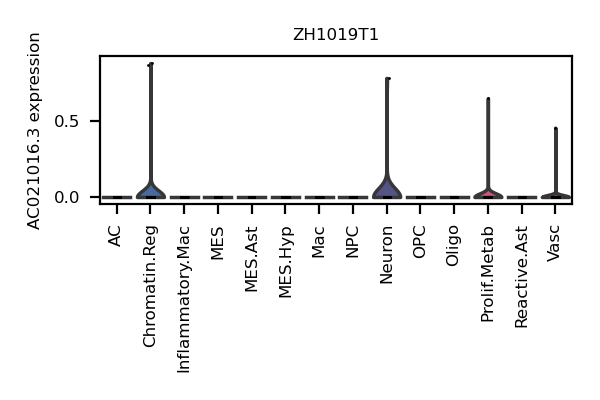 ZH1019T1
AC021016.3 expression
0.5
0.0
AC
Chromatin.Reg
Inflammatory.Mac
MES
MES.Ast
MES.Hyp
Mac
NPC
Neuron
OPC
Oligo
Prolif.Metab
Reactive.Ast
Vasc